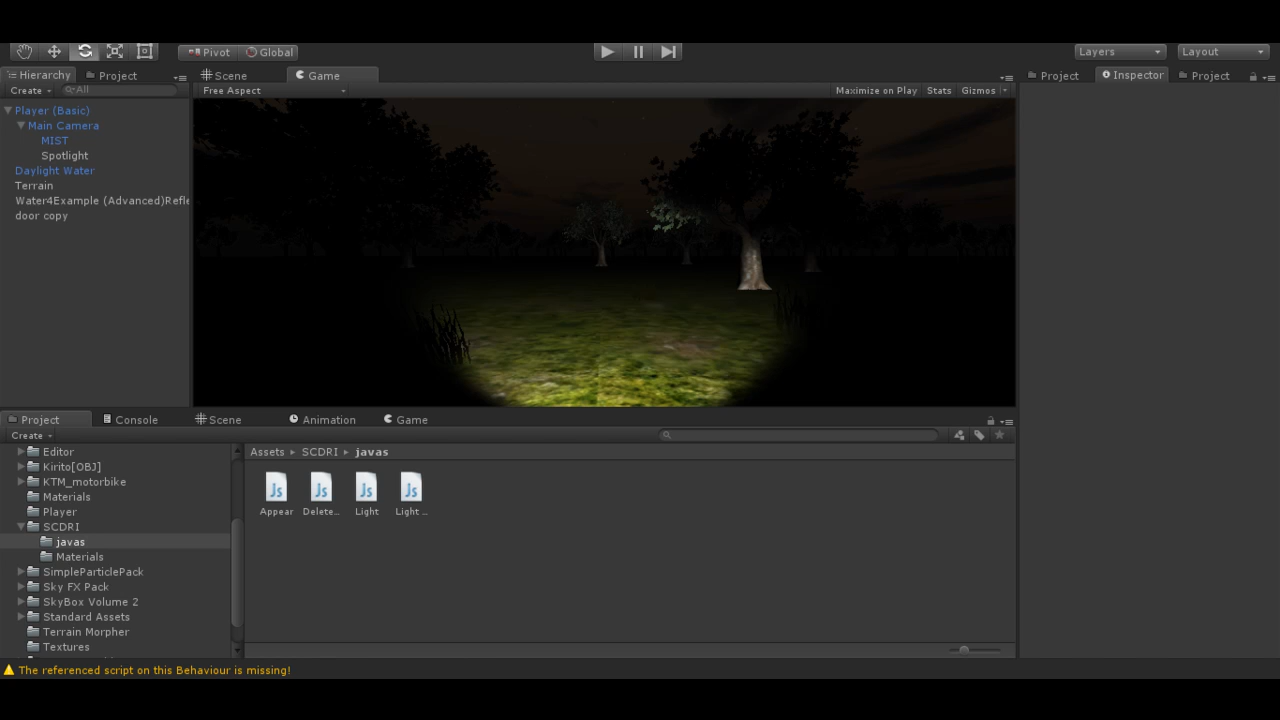 Pivot Global Layers Layout
Hierarchy Project Scene Game Project Inspector Project
Create All Free Aspect Maximize on Play Stats Gizmos
Player (Basic)
Main Camera
MIST
Spotlight
Daylight Water
Terrain
Water4Example (Advanced)Refle
door copy
Project Console Scene Animation Game
Create
Editor
Kirito[OBJ]
KTM_motorbike
Materials
Player
SCDRI
javas
Materials
SimpleParticlePack
Sky FX Pack
SkyBox Volume 2
Standard Assets
Terrain Morpher
Textures
Assets SCDRI javas
Js Js Js Js
Appear Delete... Light Light ...
The referenced script on this Behaviour is missing!